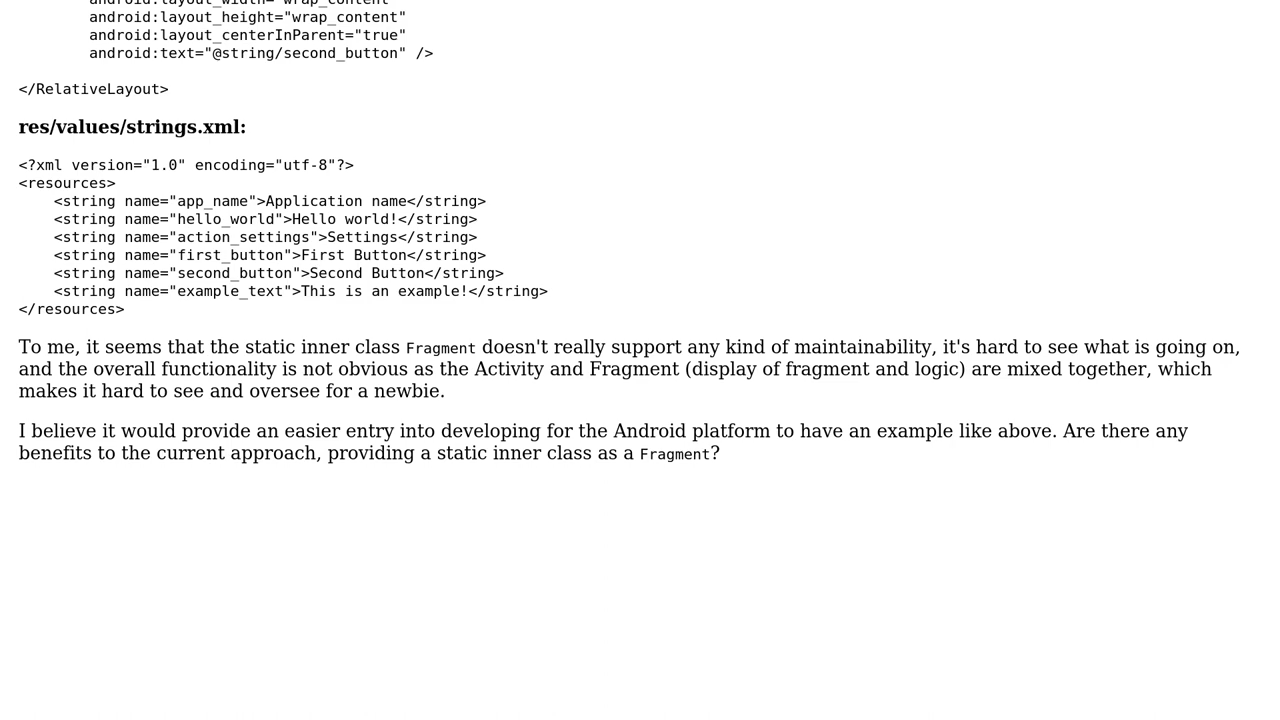 android:layout_width="wrap_content"
android:layout_height="wrap_content"
android:layout_centerInParent="true"
android:text="@string/second_button" />
</RelativeLayout>
res/values/strings.xml:
<?xml version="1.0" encoding="utf-8"?>
<resources>
<string name="app_name">Application name</string>
<string name="hello_world">Hello world!</string>
<string name="action_settings">Settings</string>
<string name="first_button">First Button</string>
<string name="second_button">Second Button</string>
<string name="example_text">This is an example!</string>
</resources>
To me, it seems that the static inner class Fragment doesn't really support any kind of maintainability, it's hard to see what is going on,
and the overall functionality is not obvious as the Activity and Fragment (display of fragment and logic) are mixed together, which
makes it hard to see and oversee for a newbie.
I believe it would provide an easier entry into developing for the Android platform to have an example like above. Are there any
benefits to the current approach, providing a static inner class as a Fragment?